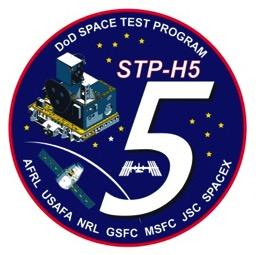 DoD SPACE TEST PROGRAM
STP-H5
5
AFRL USAFA NRL GSFC MSFC JSC SPACEX